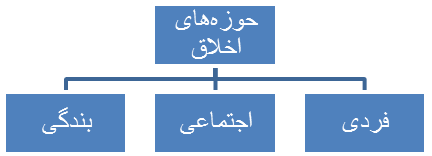 حوزه‌های
اخلاق
فردی
اجتماعی
بندگی